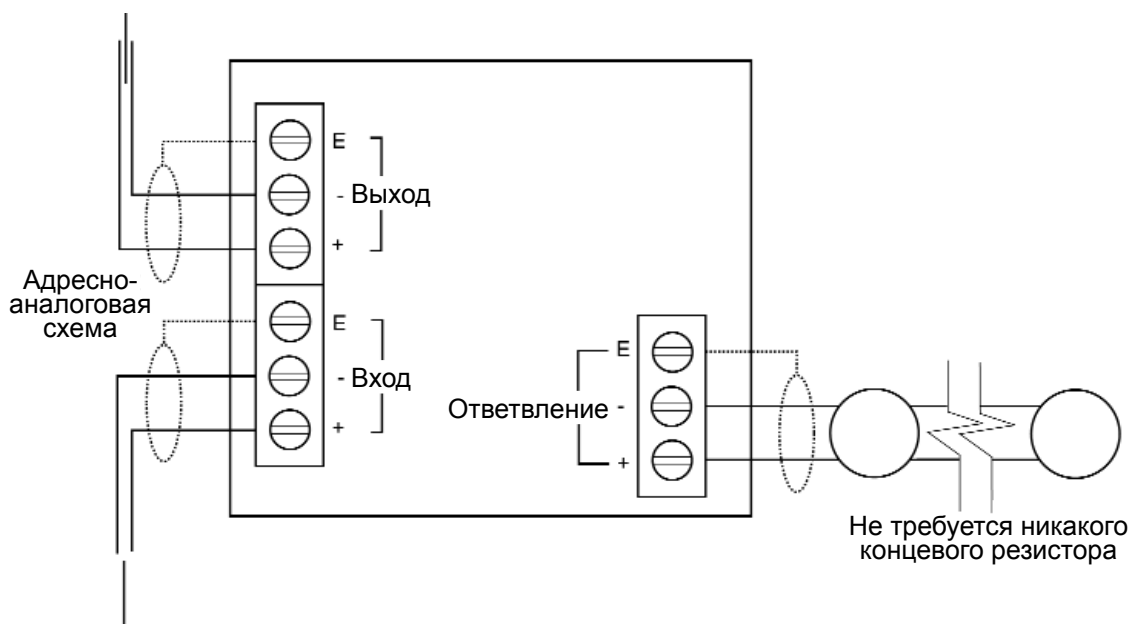 E
- Выход
+
Адресно-
аналоговая
схема
E
- Вход
+
E
Ответвление -
+
Не требуется никакого
концевого резистора